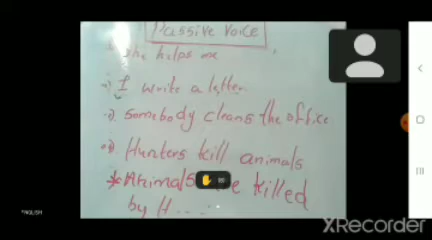 Passive Voice
She helps me
I write a letter.
Somebody cleans the office
Hunters kill animals
*Animals killed
by H....
XRecorder